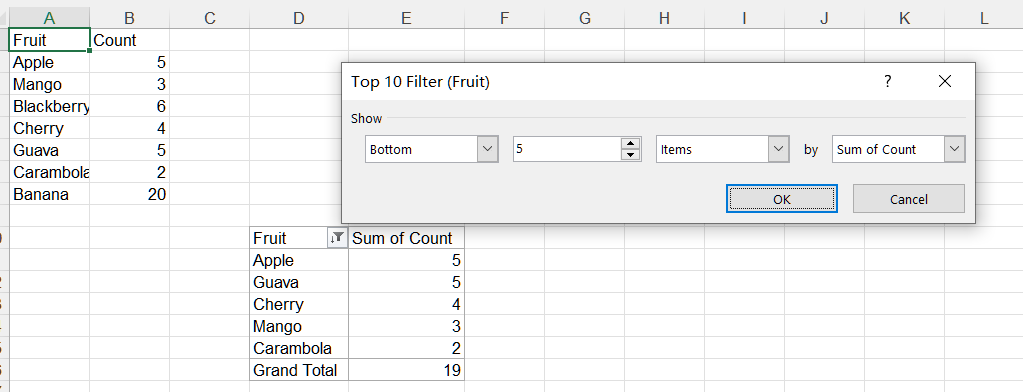 A B C D E F G H I J K L
Fruit Count
Apple 5
Mango 3
Blackberry 6
Cherry 4
Guava 5
Carambola 2
Banana 20
Top 10 Filter (Fruit) ?
Show
Bottom 5 Items by Sum of Count
OK Cancel
Fruit Sum of Count
Apple 5
Guava 5
Cherry 4
Mango 3
Carambola 2
Grand Total 19